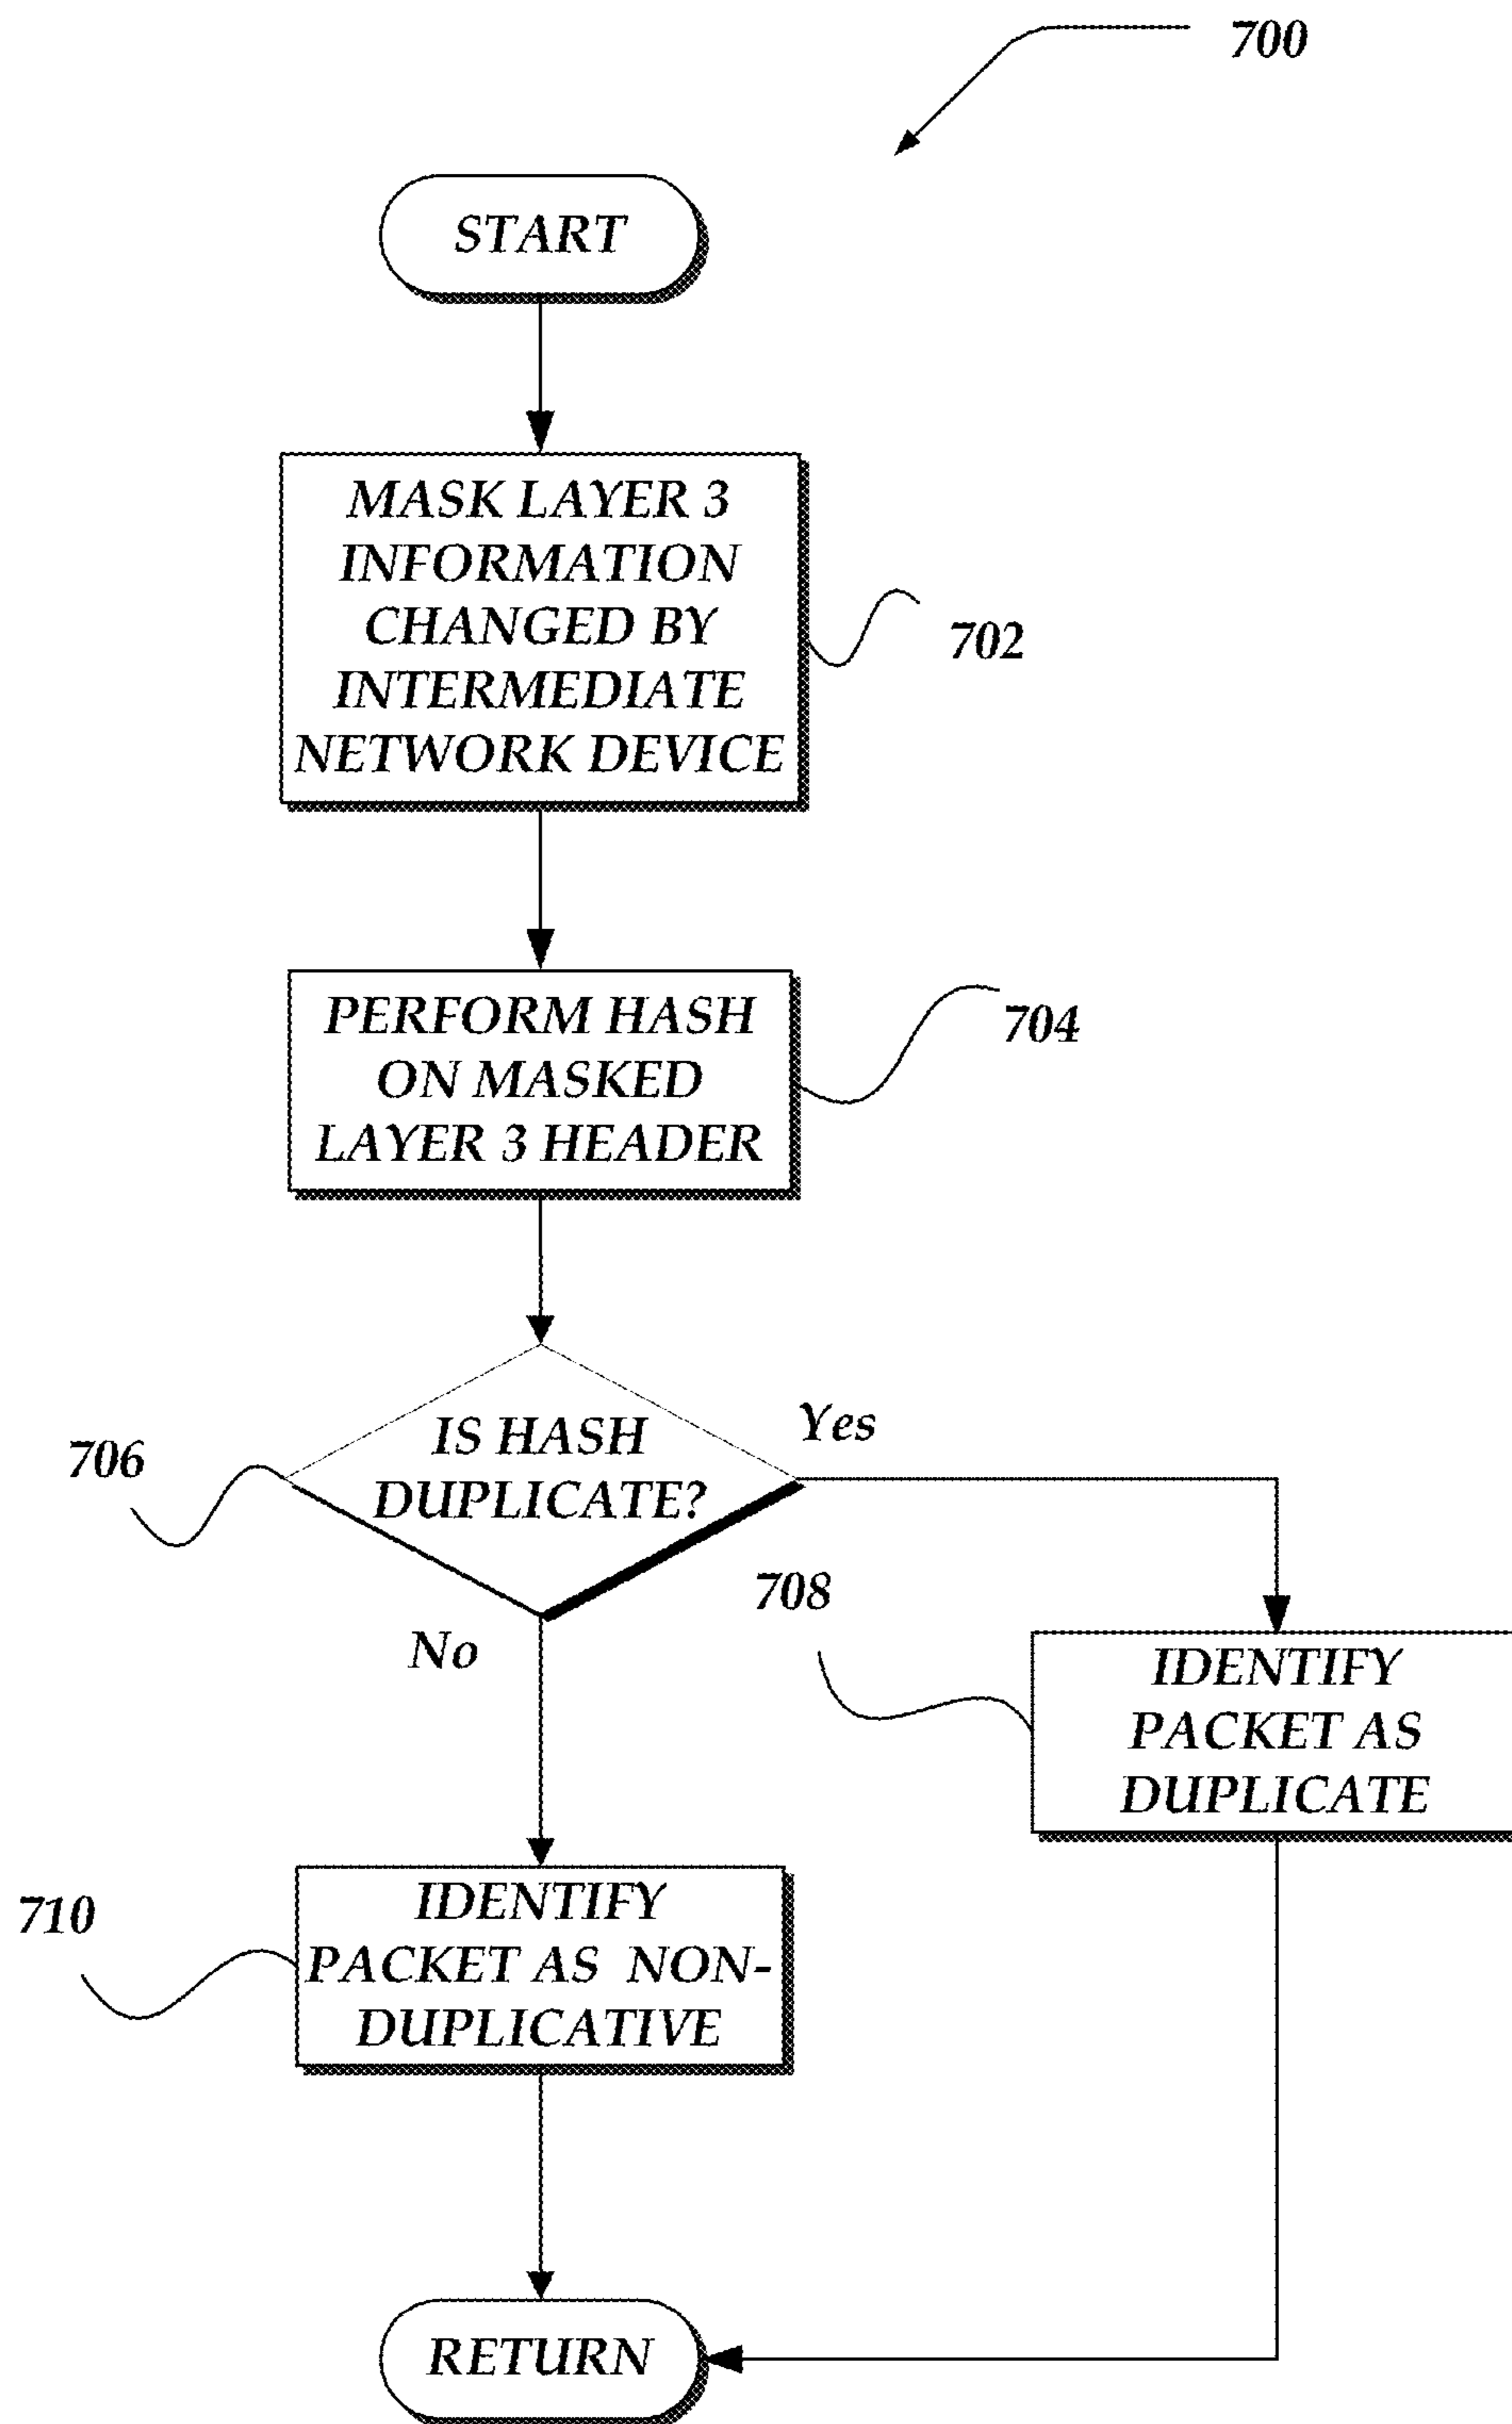 700
START
MASK LAYER 3
INFORMATION
CHANGED BY
INTERMEDIATE
NETWORK DEVICE
702
PERFORM HASH
ON MASKED
LAYER 3 HEADER
704
IS HASH
DUPLICATE?
706
Yes
No
708
IDENTIFY
PACKET AS
DUPLICATE
710
IDENTIFY
PACKET AS NON-
DUPLICATIVE
RETURN